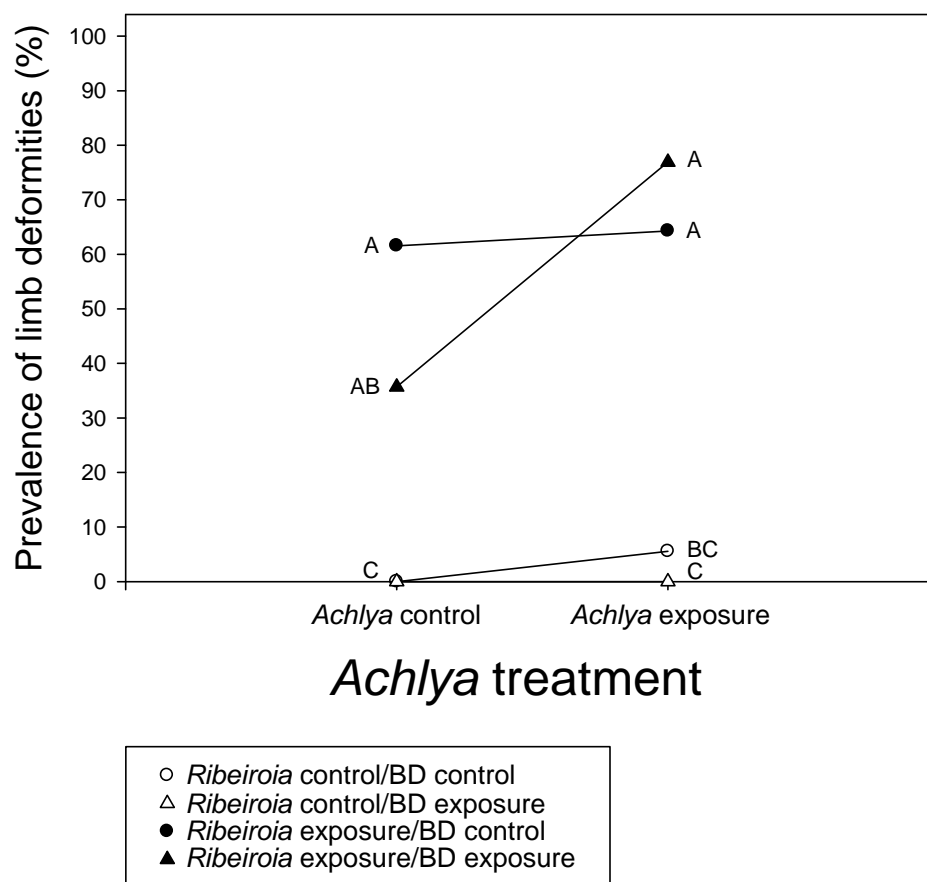 Prevalence of limb deformities (%)
100
90
80
70
60
50
40
30
20
10
0
A
A
A
AB
BC
C
C
Achlya control
Achlya exposure
Achlya treatment
Ribeiroia control/BD control
Ribeiroia control/BD exposure
Ribeiroia exposure/BD control
Ribeiroia exposure/BD exposure